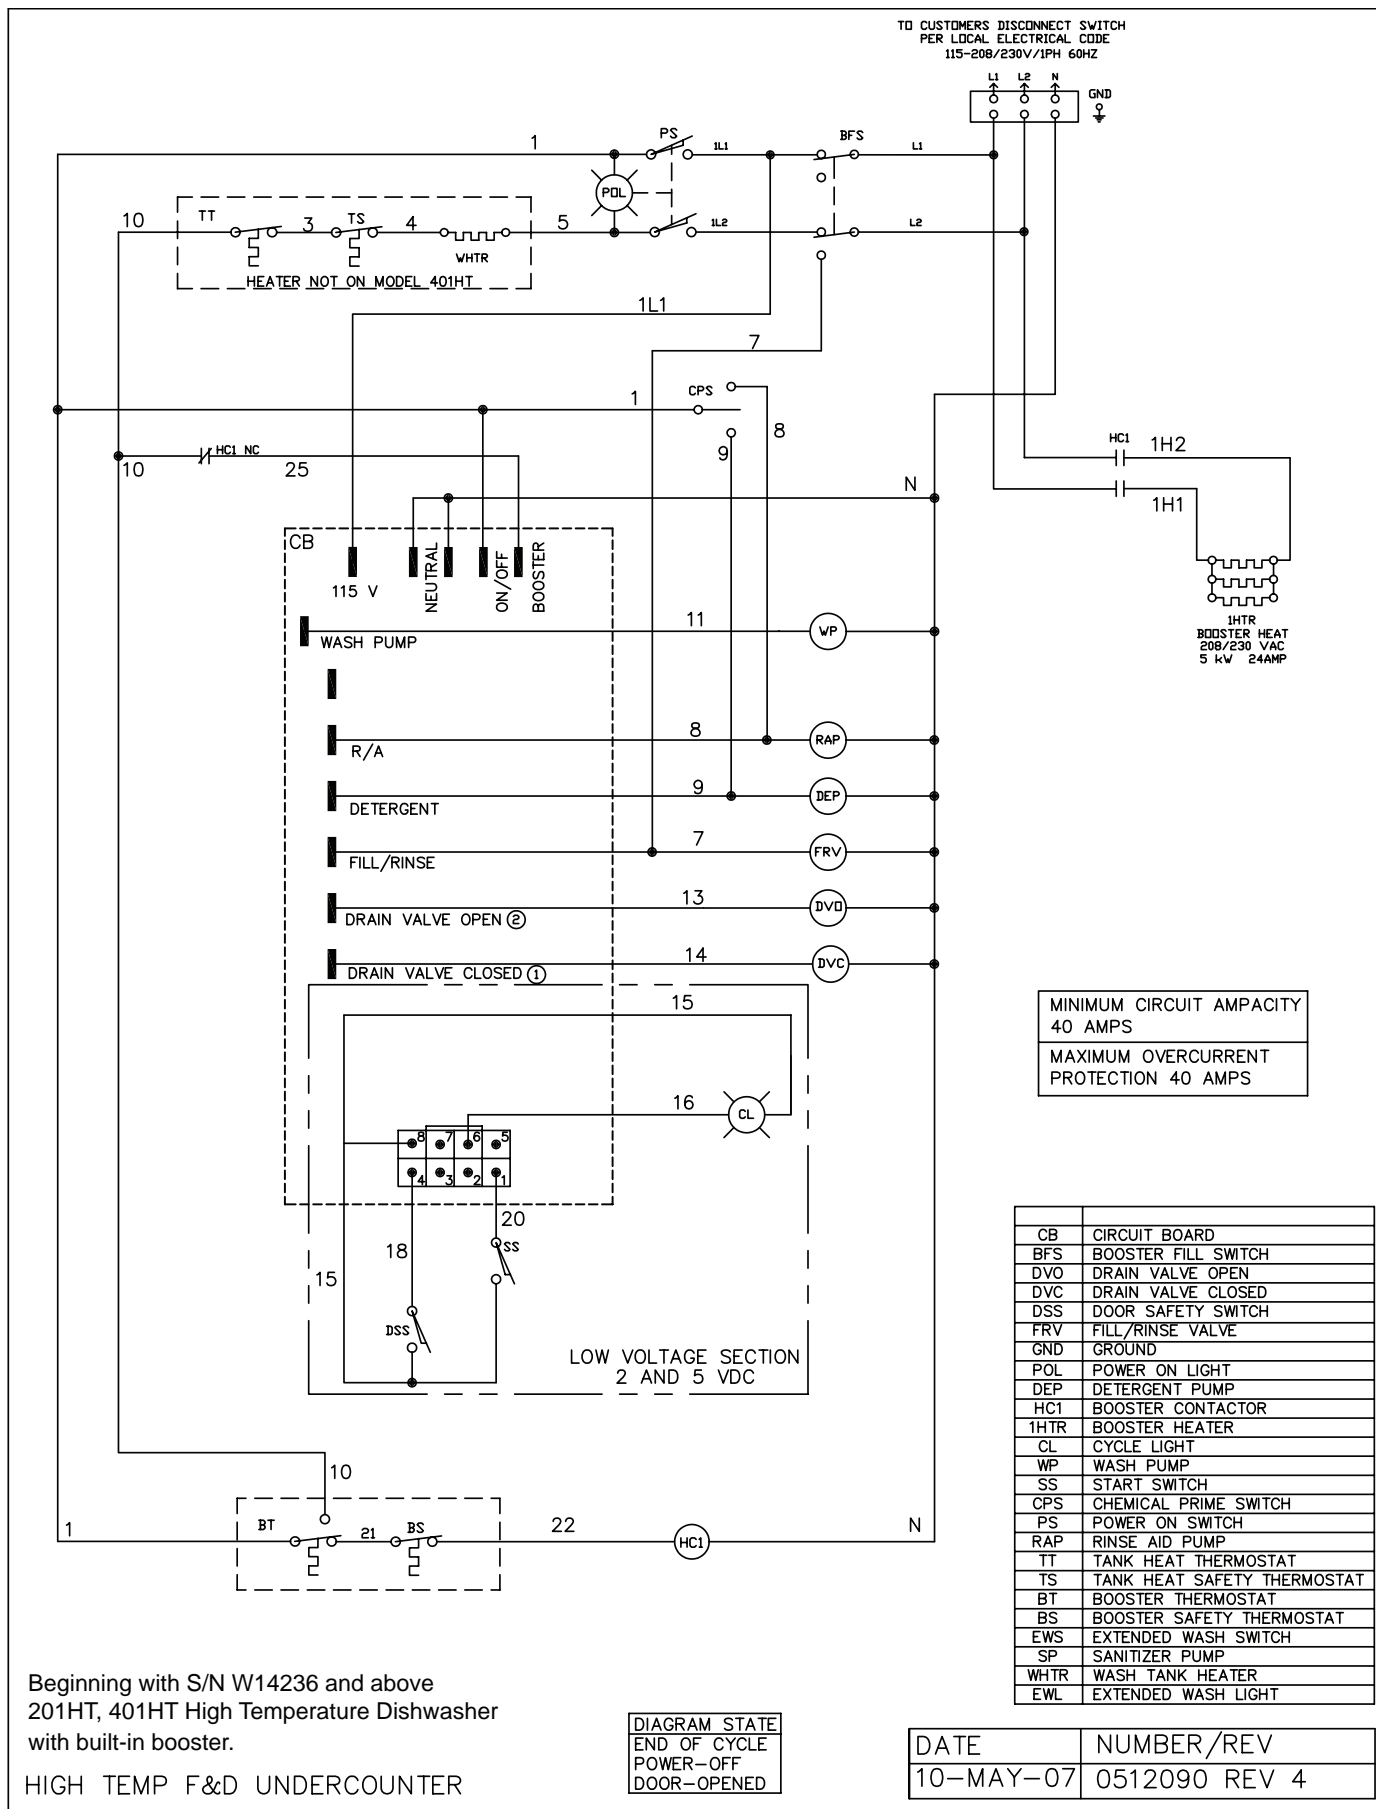 TO CUSTOMERS DISCONNECT SWITCH
PER LOCAL ELECTRICAL CODE
115-208/230V/1PH 60HZ
L1 L2 N
GND
1 PS 1L1 BFS L1
POL
10 TT 3 TS 4 5 1L2 L2
WHTR
HEATER NOT ON MODEL 401HT
1L1
7
CPS
1
8
9
HC1 NC
10 25
HC1 1H2
N
1H1
CB
115 V
NEUTRAL
ON/OFF
BOOSTER
1HTR
BOOSTER HEAT
208/230 VAC
5 kW 24AMP
11 WP
WASH PUMP
8 RAP
R/A
9 DEP
DETERGENT
7 FRV
FILL/RINSE
13 DVO
DRAIN VALVE OPEN ②
14 DVC
DRAIN VALVE CLOSED ①
15
16 CL
8 7 6 5
4 3 2 1
20
18 SS
15
DSS
LOW VOLTAGE SECTION
2 AND 5 VDC
MINIMUM CIRCUIT AMPACITY
40 AMPS
MAXIMUM OVERCURRENT
PROTECTION 40 AMPS
CB CIRCUIT BOARD
BFS BOOSTER FILL SWITCH
DVO DRAIN VALVE OPEN
DVC DRAIN VALVE CLOSED
DSS DOOR SAFETY SWITCH
FRV FILL/RINSE VALVE
GND GROUND
POL POWER ON LIGHT
DEP DETERGENT PUMP
HC1 BOOSTER CONTACTOR
1HTR BOOSTER HEATER
CL CYCLE LIGHT
WP WASH PUMP
SS START SWITCH
CPS CHEMICAL PRIME SWITCH
PS POWER ON SWITCH
RAP RINSE AID PUMP
TT TANK HEAT THERMOSTAT
TS TANK HEAT SAFETY THERMOSTAT
BT BOOSTER THERMOSTAT
BS BOOSTER SAFETY THERMOSTAT
EWS EXTENDED WASH SWITCH
SP SANITIZER PUMP
WHTR WASH TANK HEATER
EWL EXTENDED WASH LIGHT
10
1 BT 21 BS 22 HC1 N
Beginning with S/N W14236 and above
201HT, 401HT High Temperature Dishwasher
with built-in booster.
HIGH TEMP F&D UNDERCOUNTER
DIAGRAM STATE
END OF CYCLE
POWER-OFF
DOOR-OPENED
DATE NUMBER/REV
10-MAY-07 0512090 REV 4